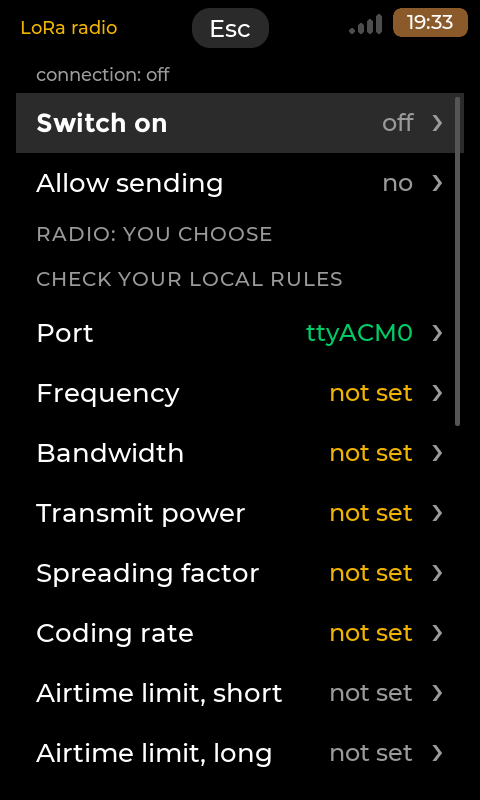 LoRa radio
Esc
19:33
connection: off
Switch on off
Allow sending no
RADIO: YOU CHOOSE
CHECK YOUR LOCAL RULES
Port ttyACM0
Frequency not set
Bandwidth not set
Transmit power not set
Spreading factor not set
Coding rate not set
Airtime limit, short not set
Airtime limit, long not set